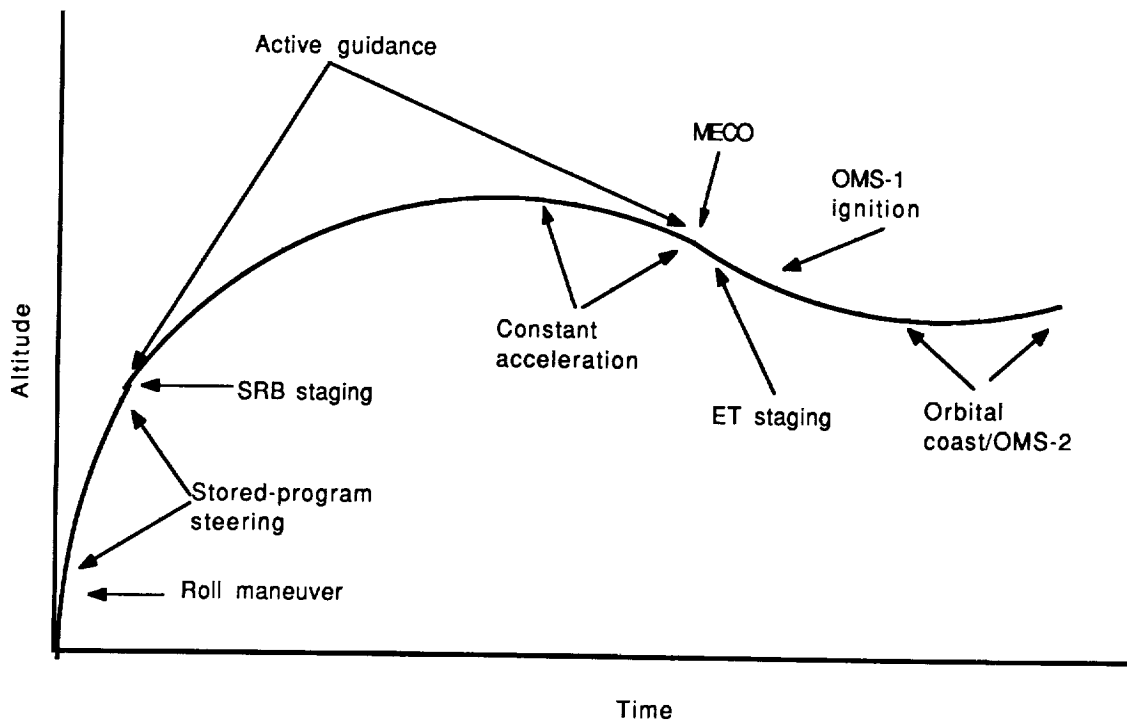 Active guidance
MECO
OMS-1
ignition
Constant
acceleration
SRB staging
ET staging
Orbital
coast/OMS-2
Stored-program
steering
Roll maneuver
Altitude
Time